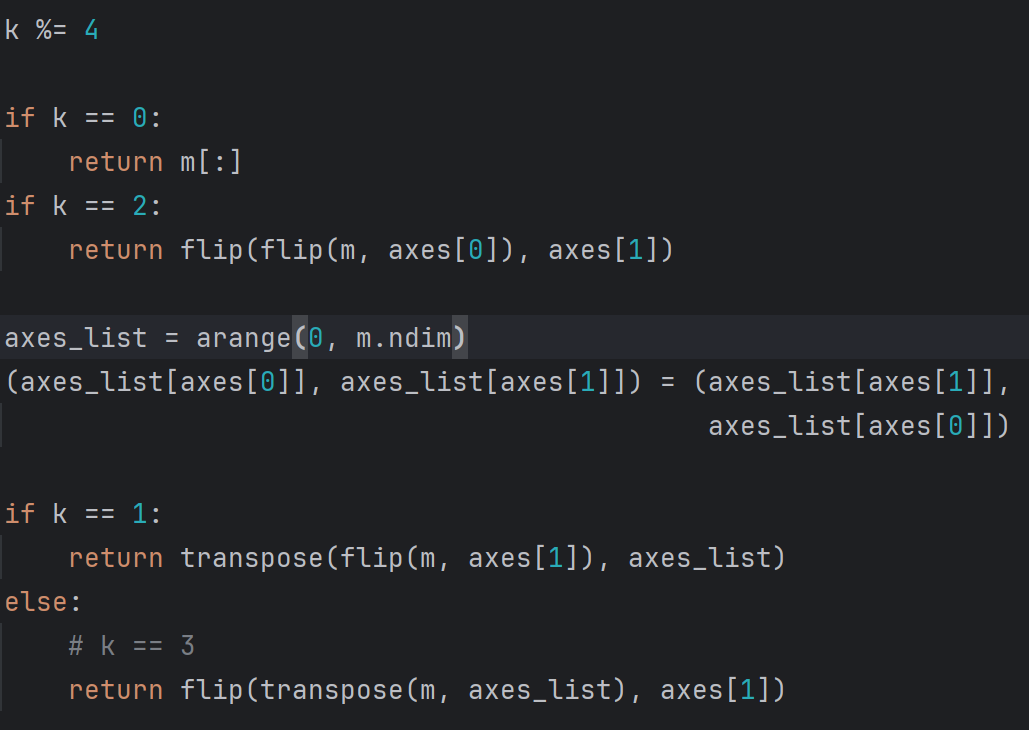 k %= 4
if k == 0:
    return m[:]
if k == 2:
    return flip(flip(m, axes[0]), axes[1])
axes_list = arange(0, m.ndim)
(axes_list[axes[0]], axes_list[axes[1]]) = (axes_list[axes[1]],
                                            axes_list[axes[0]])
if k == 1:
    return transpose(flip(m, axes[1]), axes_list)
else:
    # k == 3
    return flip(transpose(m, axes_list), axes[1])